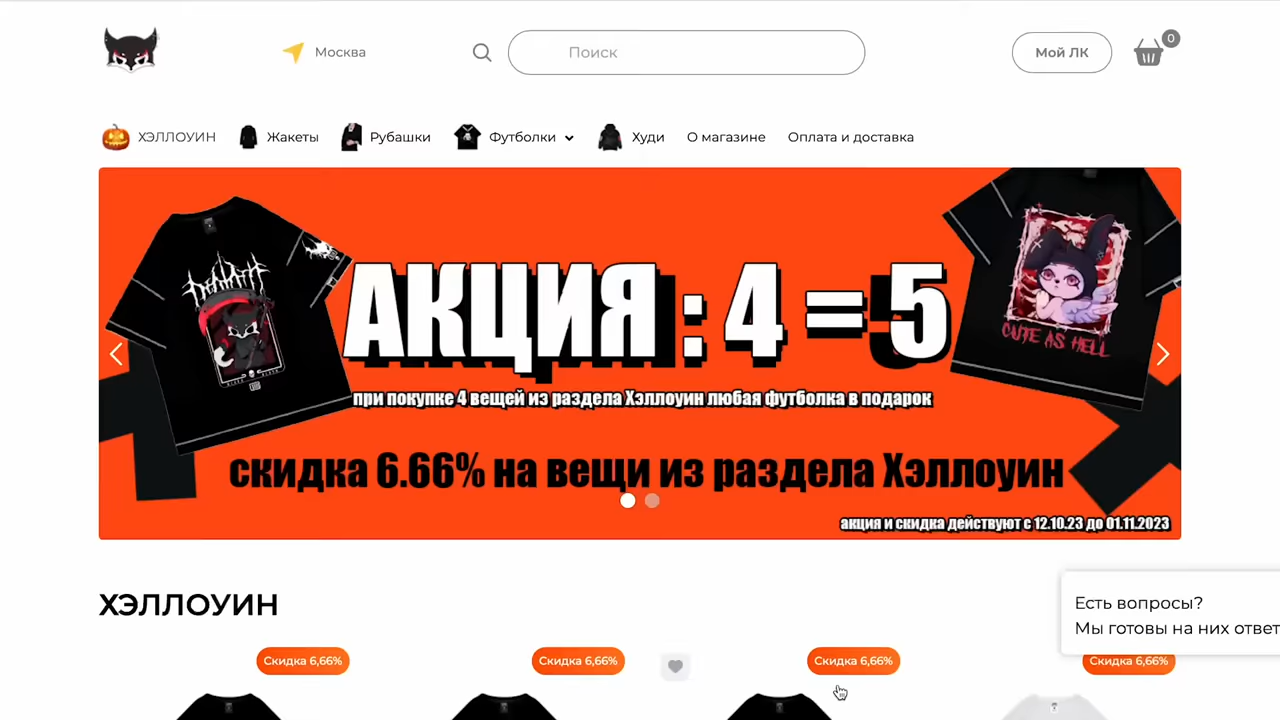 Москва
Поиск
Мой ЛК
0
ХЭЛЛОУИН
Жакеты
Рубашки
Футболки
Худи
О магазине
Оплата и доставка
АКЦИЯ : 4 = 5
при покупке 4 вещей из раздела Хэллоуин любая футболка в подарок
скидка 6.66% на вещи из раздела Хэллоуин
акция и скидка действуют с 12.10.23 до 01.11.2023
CUTE AS HELL
ХЭЛЛОУИН
Есть вопросы?
Мы готовы на них ответ
Скидка 6,66%
Скидка 6,66%
Скидка 6,66%
Скидка 6,66%